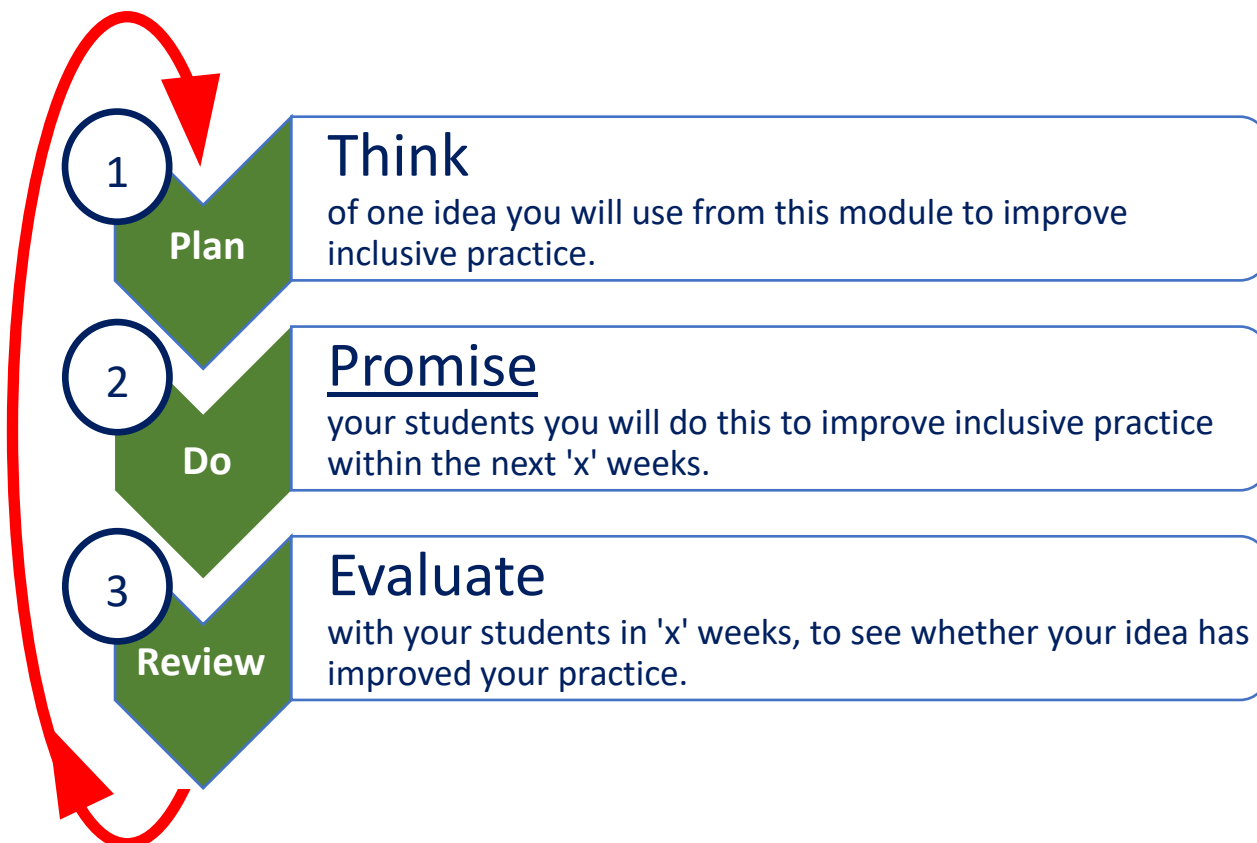 1
Plan
Think
of one idea you will use from this module to improve
inclusive practice.
2
Do
Promise
your students you will do this to improve inclusive practice
within the next 'x' weeks.
3
Review
Evaluate
with your students in 'x' weeks, to see whether your idea has
improved your practice.